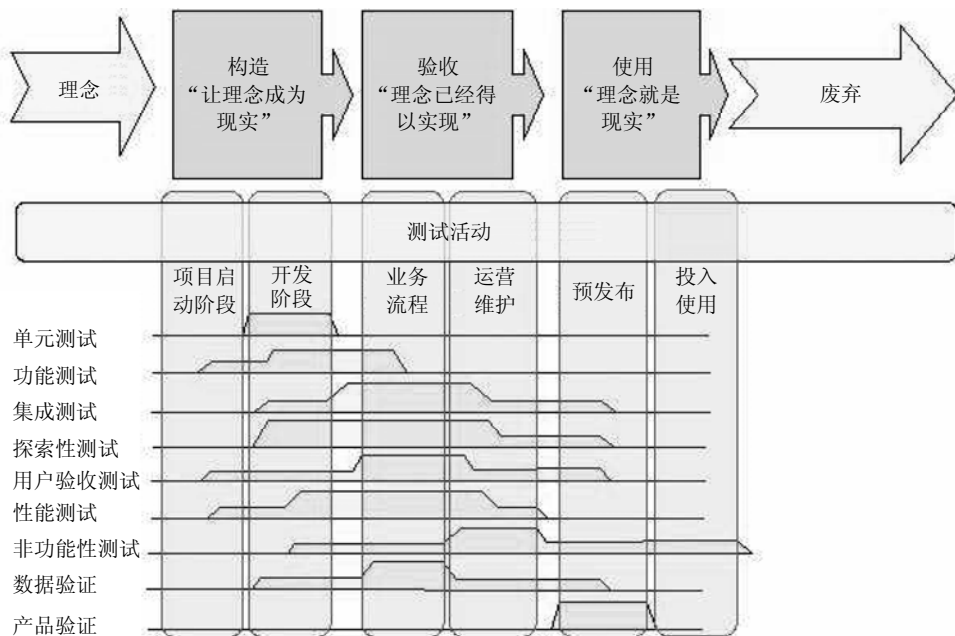 理念
构造
“让理念成为
现实”
验收
“理念已经得
以实现”
使用
“理念就是
现实”
废弃
测试活动
项目启
动阶段
开发
阶段
业务
流程
运营
维护
预发布
投入
使用
单元测试
功能测试
集成测试
探索性测试
用户验收测试
性能测试
非功能性测试
数据验证
产品验证